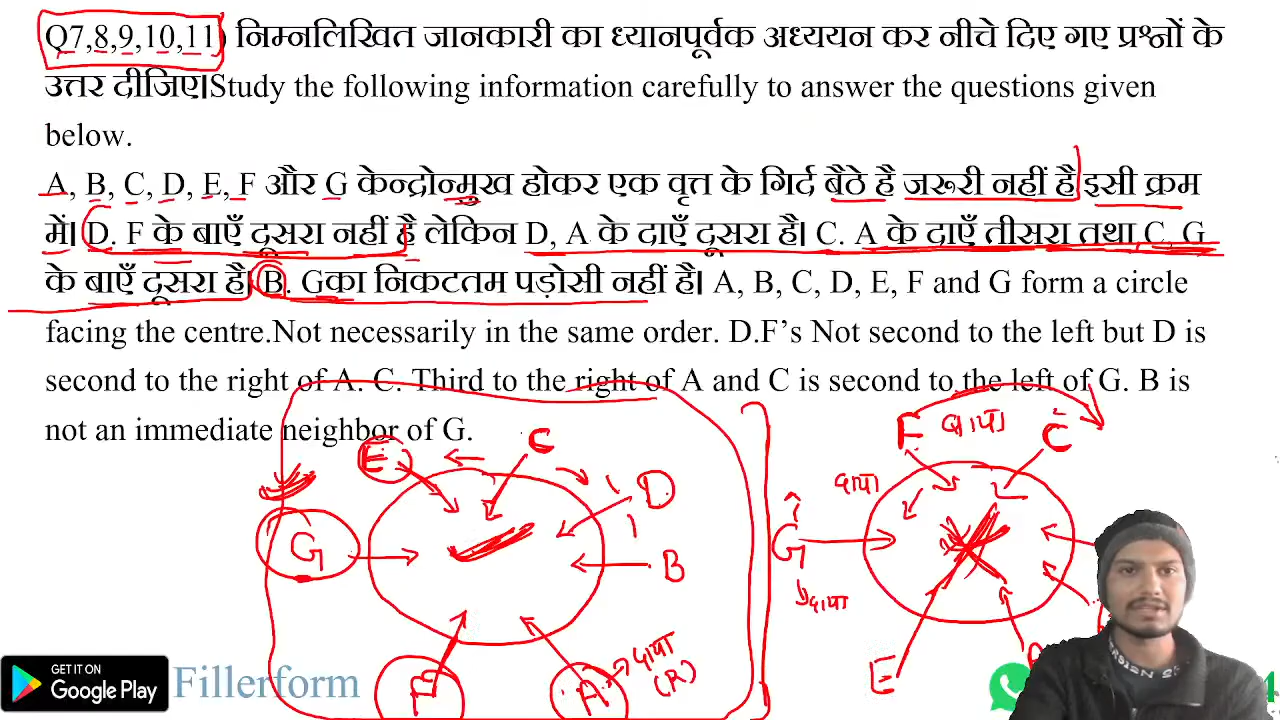 Q7,8,9,10,11) निम्नलिखित जानकारी का ध्यानपूर्वक अध्ययन कर नीचे दिए गए प्रश्नों के
उत्तर दीजिए।Study the following information carefully to answer the questions given
below.
A, B, C, D, E, F और G केन्द्रोन्मुख होकर एक वृत्त के गिर्द बैठे है जरूरी नहीं है इसी क्रम
में। D. F के बाएँ दूसरा नहीं है लेकिन D, A के दाएँ दूसरा है। C. A के दाएँ तीसरा तथा C, G
के बाएँ दूसरा है। B. Gका निकटतम पड़ोसी नहीं है। A, B, C, D, E, F and G form a circle
facing the centre.Not necessarily in the same order. D.F’s Not second to the left but D is
second to the right of A. C. Third to the right of A and C is second to the left of G. B is
not an immediate neighbor of G.
E C D
G B
F A दाया
(R)
F दाया C
दाया
G
दाया
E A
GET IT ON
Google Play
Fillerform
4